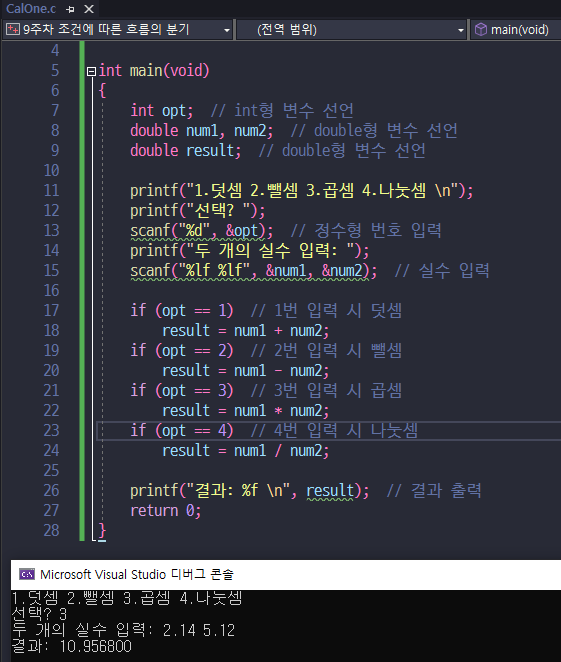 CalOne.c
9주차 조건에 따른 흐름의 분기 (전역 범위) main(void)
4
5 int main(void)
6 {
7 int opt; // int형 변수 선언
8 double num1, num2; // double형 변수 선언
9 double result; // double형 변수 선언
10
11 printf("1.덧셈 2.뺄셈 3.곱셈 4.나눗셈 \n");
12 printf("선택? ");
13 scanf("%d", &opt); // 정수형 번호 입력
14 printf("두 개의 실수 입력: ");
15 scanf("%lf %lf", &num1, &num2); // 실수 입력
16
17 if (opt == 1) // 1번 입력 시 덧셈
18 result = num1 + num2;
19 if (opt == 2) // 2번 입력 시 뺄셈
20 result = num1 - num2;
21 if (opt == 3) // 3번 입력 시 곱셈
22 result = num1 * num2;
23 if (opt == 4) // 4번 입력 시 나눗셈
24 result = num1 / num2;
25
26 printf("결과: %f \n", result); // 결과 출력
27 return 0;
28 }
Microsoft Visual Studio 디버그 콘솔
1.덧셈 2.뺄셈 3.곱셈 4.나눗셈
선택? 3
두 개의 실수 입력: 2.14 5.12
결과: 10.956800